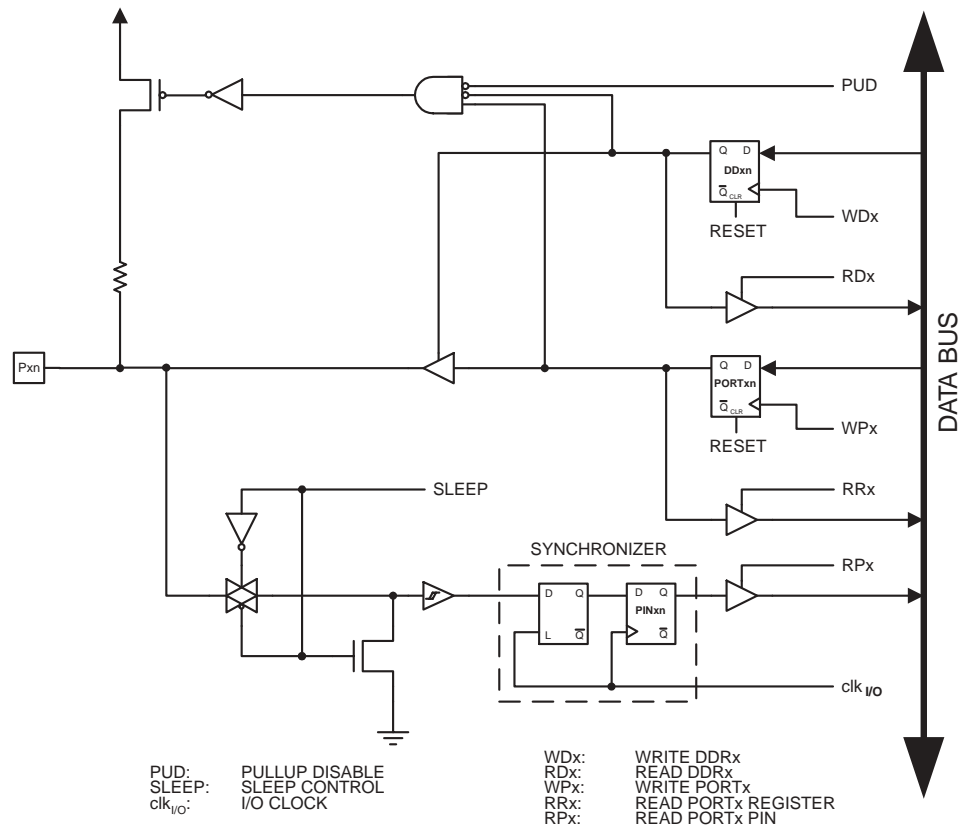 PUD
Q D
DDxn
Q CLR
WDx
RESET
RDx
Pxn
Q D
PORTxn
Q CLR
WPx
RESET
DATA BUS
SLEEP
RRx
SYNCHRONIZER
RPx
D Q
L Q
D Q
PINxn
Q
clk I/O
PUD: PULLUP DISABLE
SLEEP: SLEEP CONTROL
clkI/O: I/O CLOCK
WDx: WRITE DDRx
RDx: READ DDRx
WPx: WRITE PORTx
RRx: READ PORTx REGISTER
RPx: READ PORTx PIN